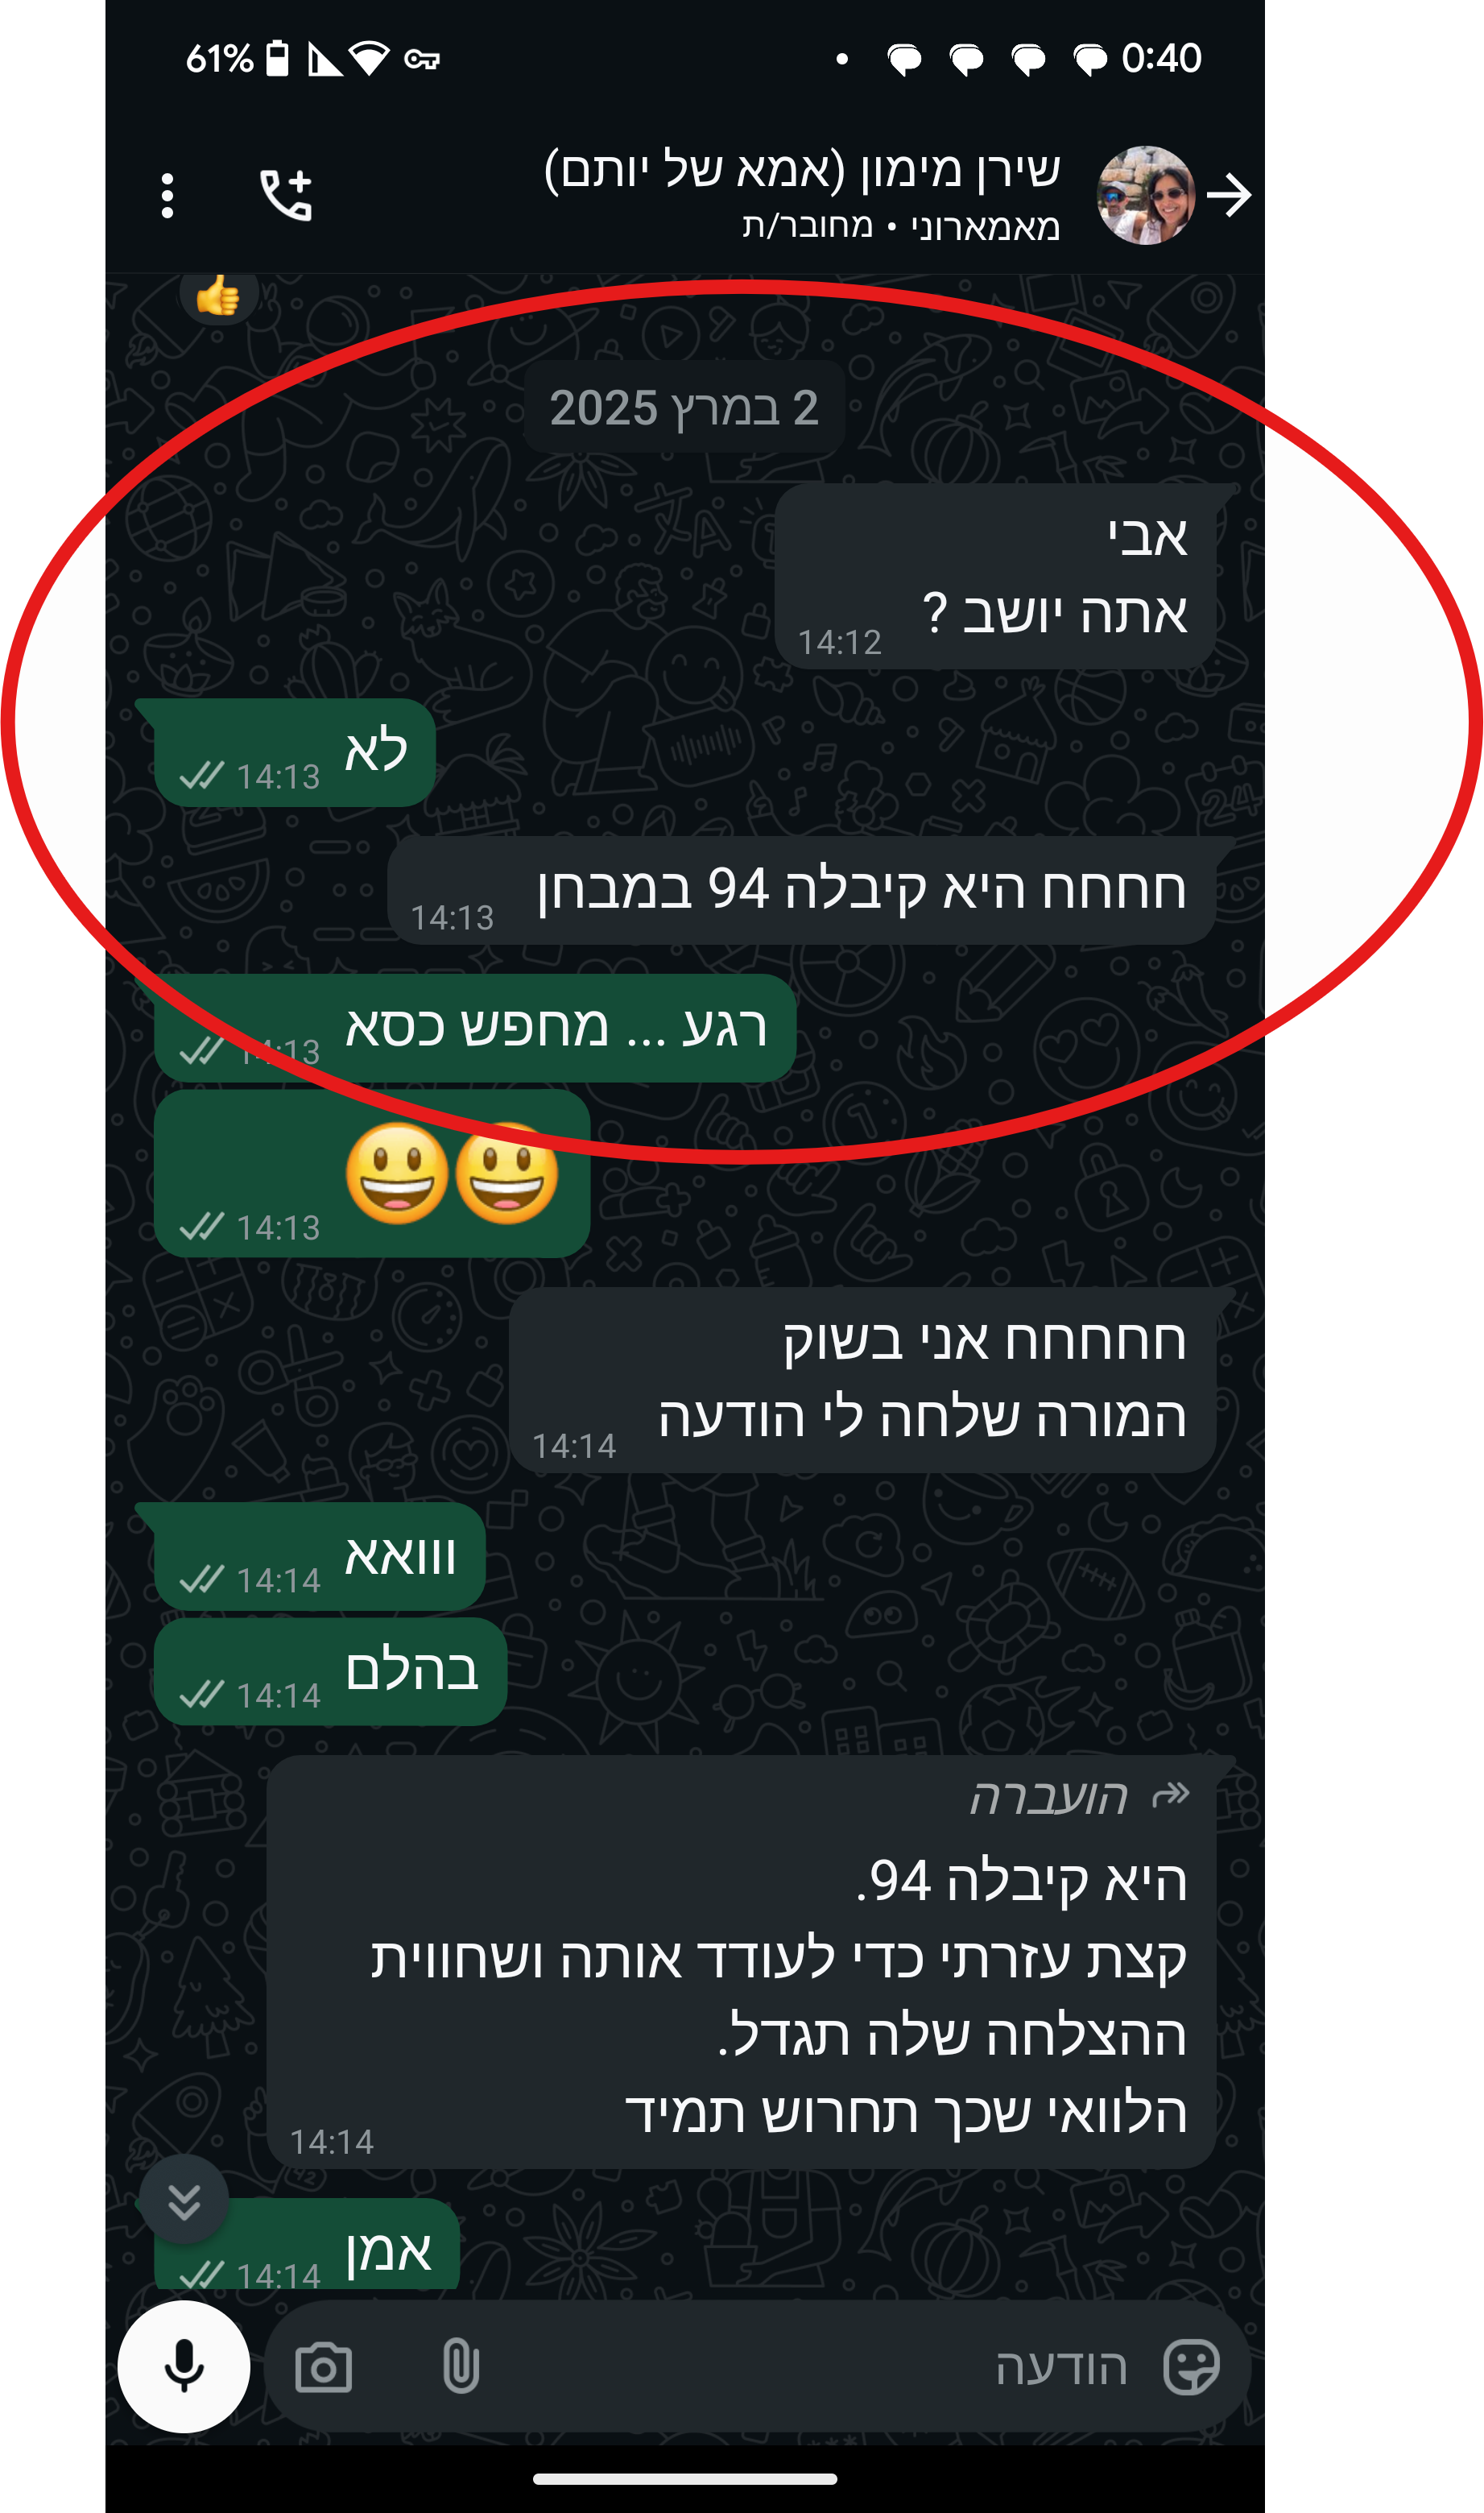 61%
0:40
שירן מימון (אמא של יותם)
מאמארוני • מחובר/ת
2 במרץ 2025
אבי
אתה יושב ?
14:12
לא
14:13
חחחח היא קיבלה 94 במבחן
14:13
רגע ... מחפש כסא
14:13
14:13
חחחחח אני בשוק
המורה שלחה לי הודעה
14:14
ווואאא
14:14
בהלם
14:14
הועברה
היא קיבלה 94.
קצת עזרתי כדי לעודד אותה ושחווית
ההצלחה שלה תגדל.
הלוואי שכך תחרוש תמיד
14:14
אמן
14:14
הודעה